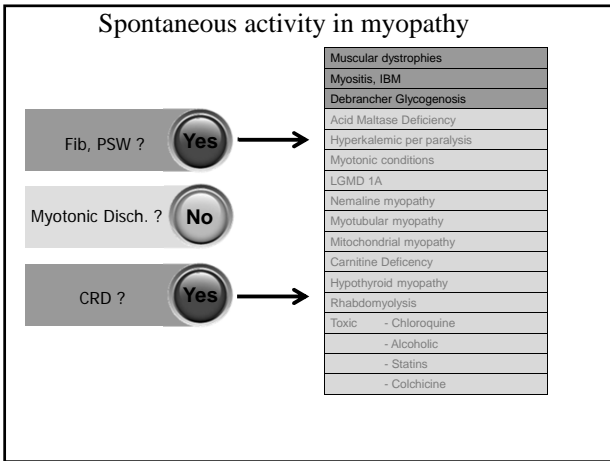 Spontaneous activity in myopathy
Fib, PSW ?
Yes
Myotonic Disch. ?
No
CRD ?
Yes
Muscular dystrophies
Myositis, IBM
Debrancher Glycogenosis
Acid Maltase Deficiency
Hyperkalemic per paralysis
Myotonic conditions
LGMD 1A
Nemaline myopathy
Myotubular myopathy
Mitochondrial myopathy
Carnitine Deficency
Hypothyroid myopathy
Rhabdomyolysis
Toxic - Chloroquine
- Alcoholic
- Statins
- Colchicine